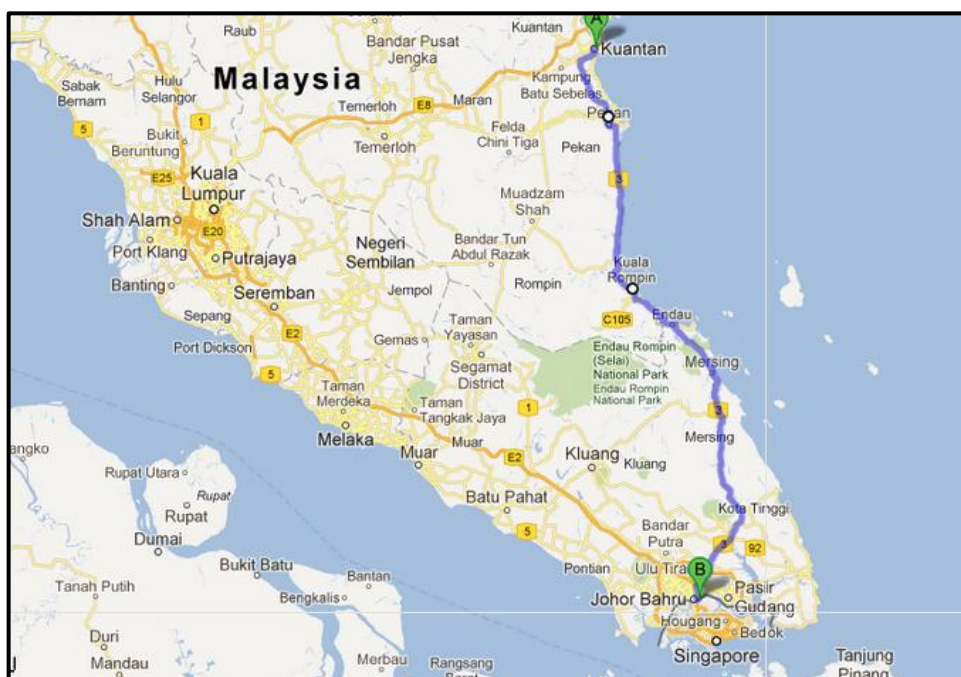 A
Kuantan
Kuantan
Raub
Bandar Pusat
Jengka
Malaysia
Hulu
Selangor
Sabak
Bernam
Kampung
Batu Sebelas
Maran
E8
Temerloh
Temerloh
5
1
Bukit
Beruntung
Felda
Chini Tiga
Pekan
Pekan
E25
Kuala
Lumpur
3
Muadzam
Shah
Shah Alam
E20
Port Klang
Putrajaya
Negeri
Sembilan
Bandar Tun
Abdul Razak
Kuala
Rompin
Banting
Seremban
Jempol
Rompin
Sepang
E2
C105
Endau
Port Dickson
Gemas
Taman
Yayasan
Segamat
District
Endau Rompin
(Selai)
National Park
Endau Rompin
National Park
Mersing
5
Taman
Merdeka
Taman
Tangkak Jaya
1
3
Melaka
Muar
Mersing
Muar
E2
Kluang
Kluang
Rupat Utara
Rupat
Rupat
Batu Pahat
Kota Tinggi
5
Dumai
Bandar
Putra
3
92
Bukit Batu
Pontian
Ulu Tira
B
Tanah Putih
Bantan
Bengkalis
Johor Bahru
Pasir
Gudang
Hougang
Bedok
Duri
Singapore
Mandau
Merbau
Rangsang
Tanjung
Pinang